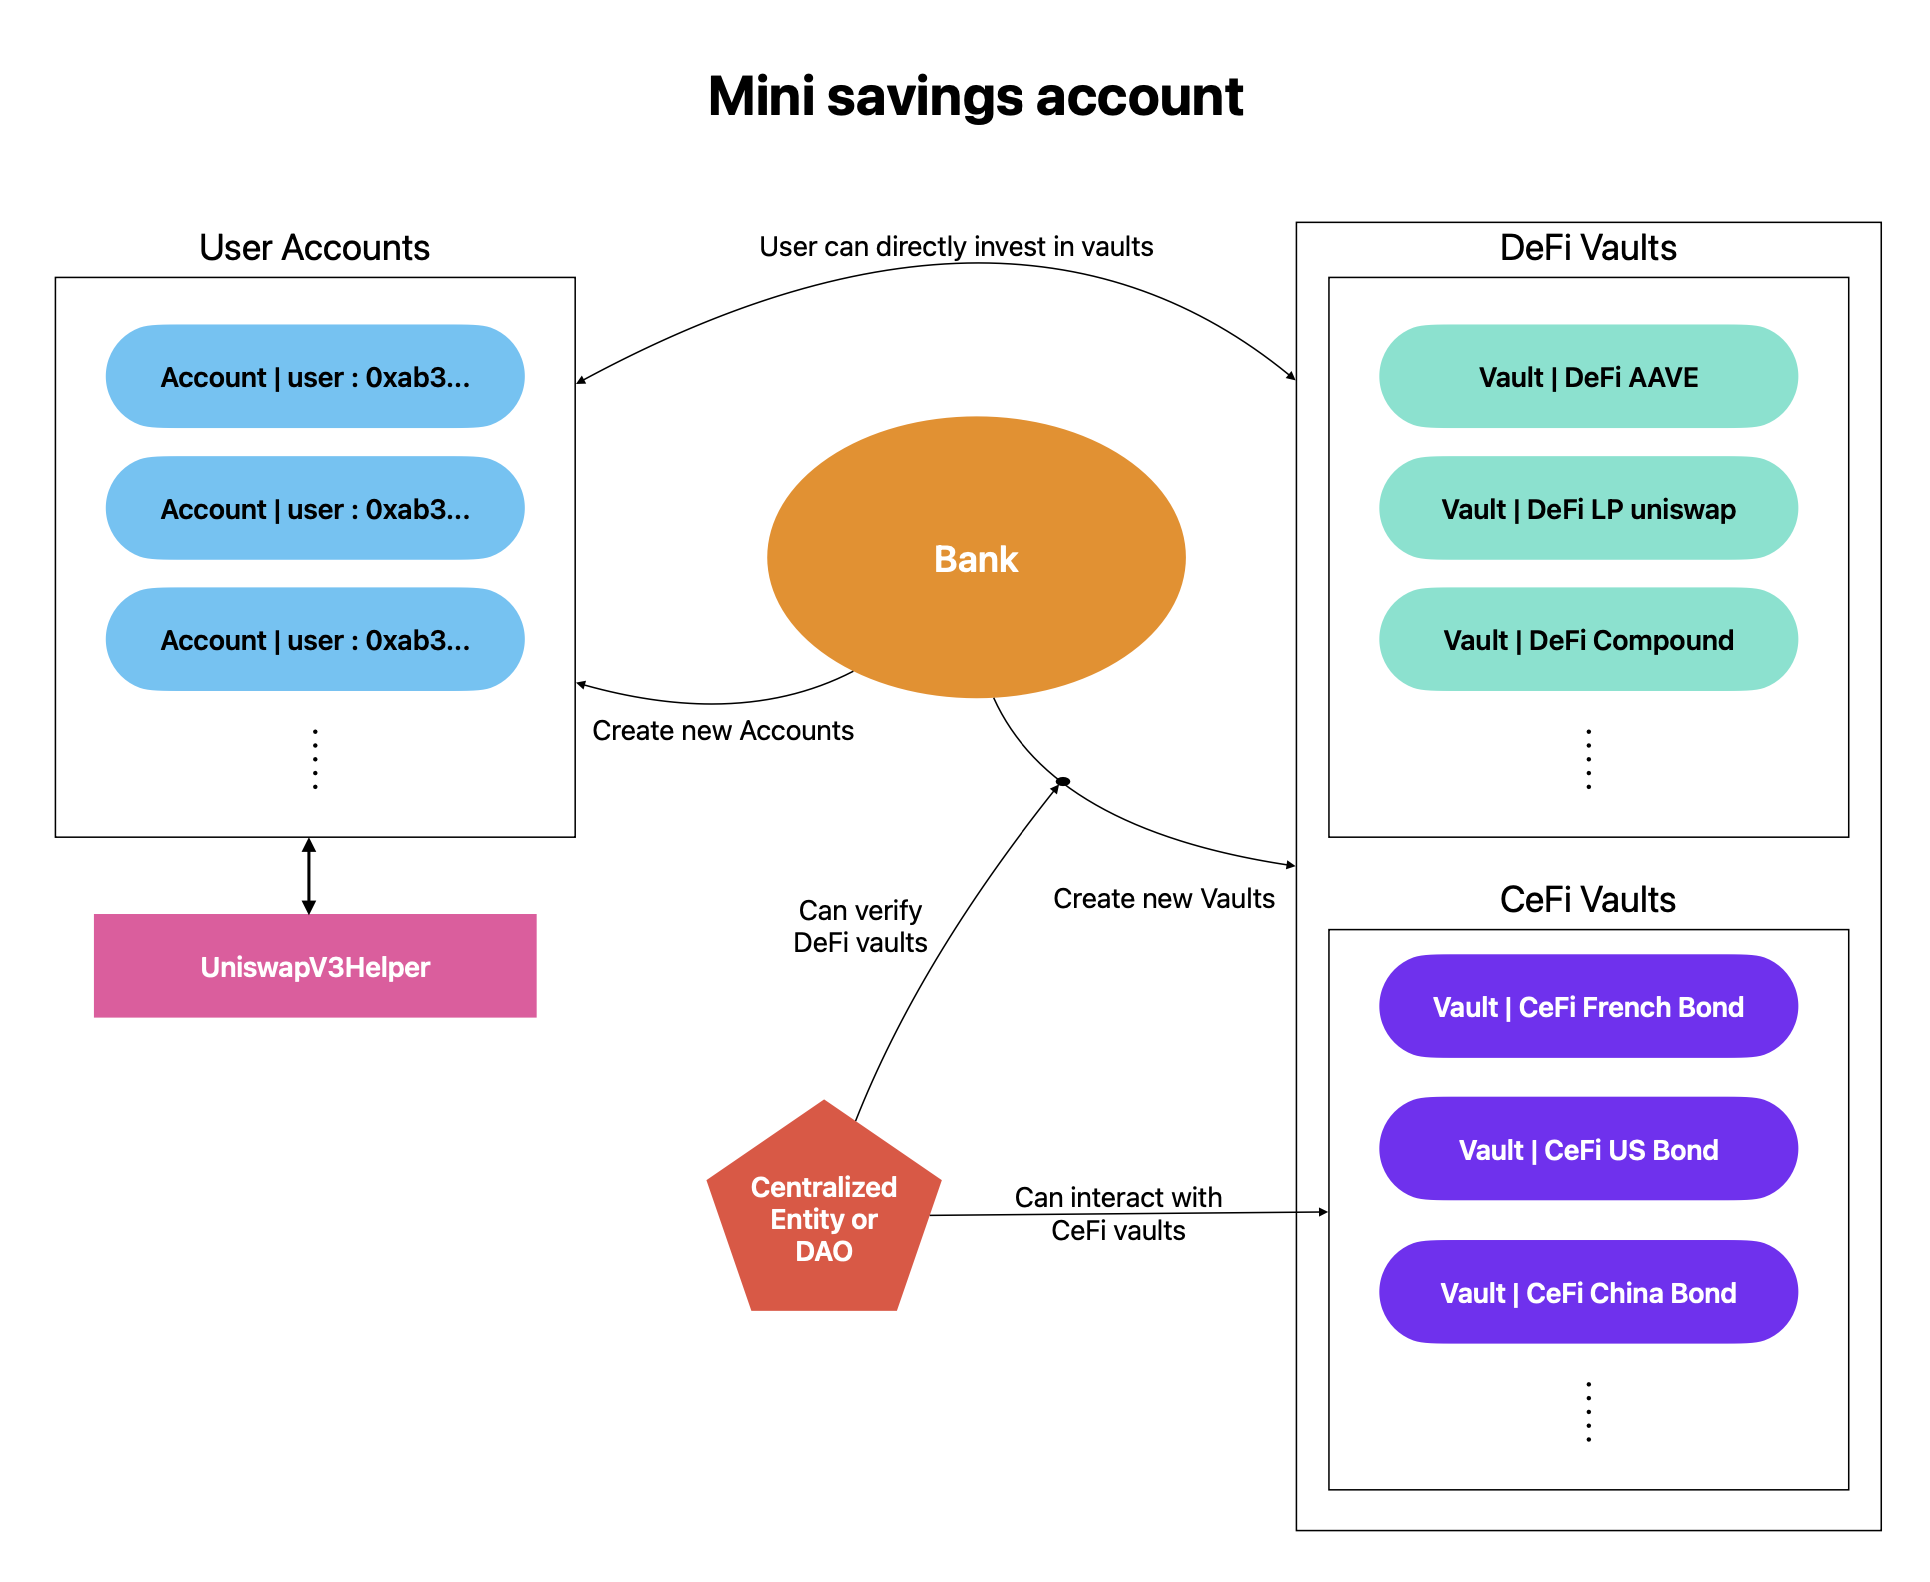 Mini savings account
User Accounts
Account | user : 0xab3...
Account | user : 0xab3...
Account | user : 0xab3...
UniswapV3Helper
User can directly invest in vaults
Bank
Create new Accounts
Create new Vaults
Can verify
DeFi vaults
Centralized
Entity or
DAO
Can interact with
CeFi vaults
DeFi Vaults
Vault | DeFi AAVE
Vault | DeFi LP uniswap
Vault | DeFi Compound
CeFi Vaults
Vault | CeFi French Bond
Vault | CeFi US Bond
Vault | CeFi China Bond